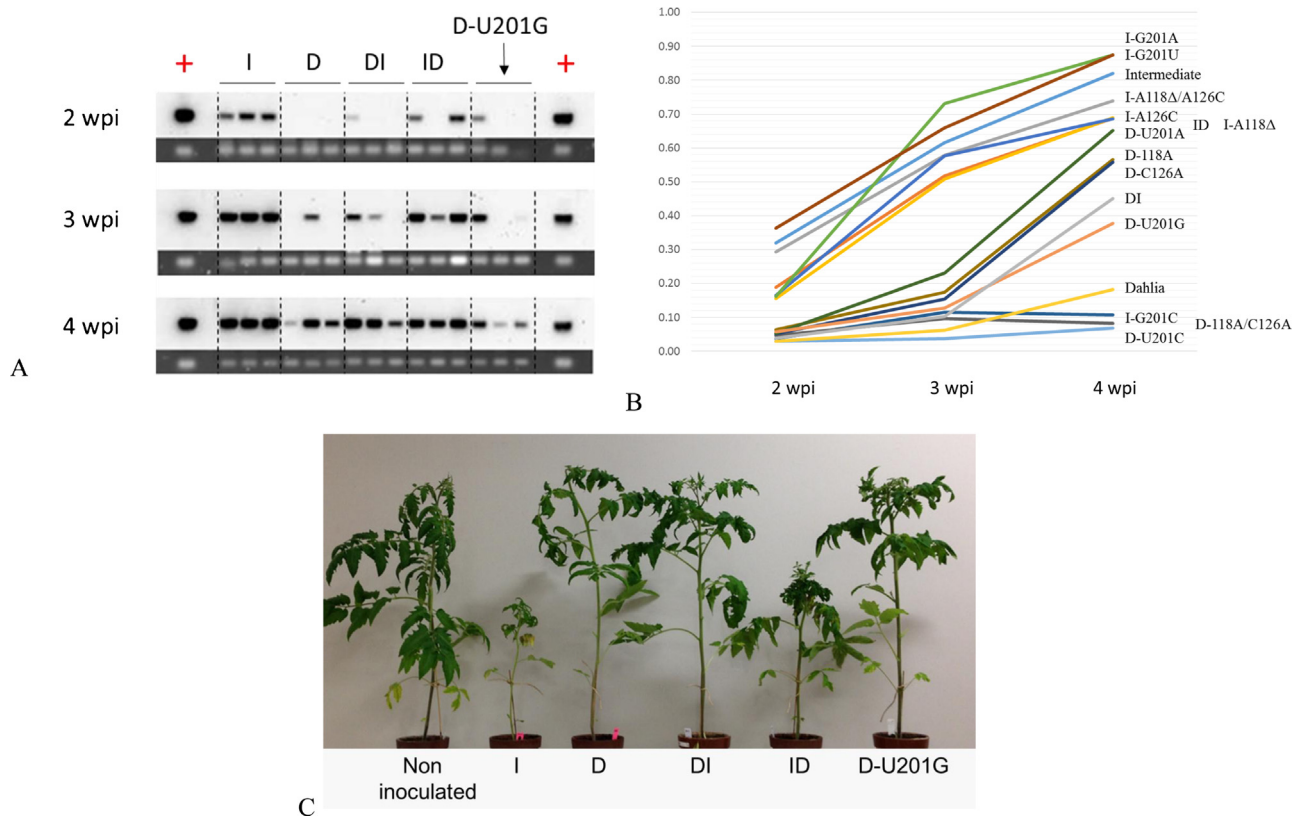 D-U201G
+ I D DI ID +
2 wpi
3 wpi
4 wpi
A
1.00
0.90
0.80
0.70
0.60
0.50
0.40
0.30
0.20
0.10
0.00
2 wpi 3 wpi 4 wpi
I-G201A
I-G201U
Intermediate
I-A118Δ/A126C
I-A126C
ID I-A118Δ
D-U201A
D-118A
D-C126A
DI
D-U201G
Dahlia
I-G201C
D-118A/C126A
D-U201C
B
Non I D DI ID D-U201G
inoculated
C